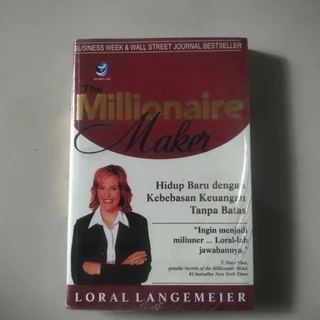 BUSINESS WEEK & WALL STREET JOURNAL BESTSELLER
The
Millionaire
Maker
Hidup Baru dengan
Kebebasan Keuangan
Tanpa Batas
"Ingin menjadi
miliuner ... Loral-lah
jawabannya."
T. Harv Eker,
penulis Secrets of the Millionaire Mind,
#1 bestseller New York Times
LORAL LANGEMEIER